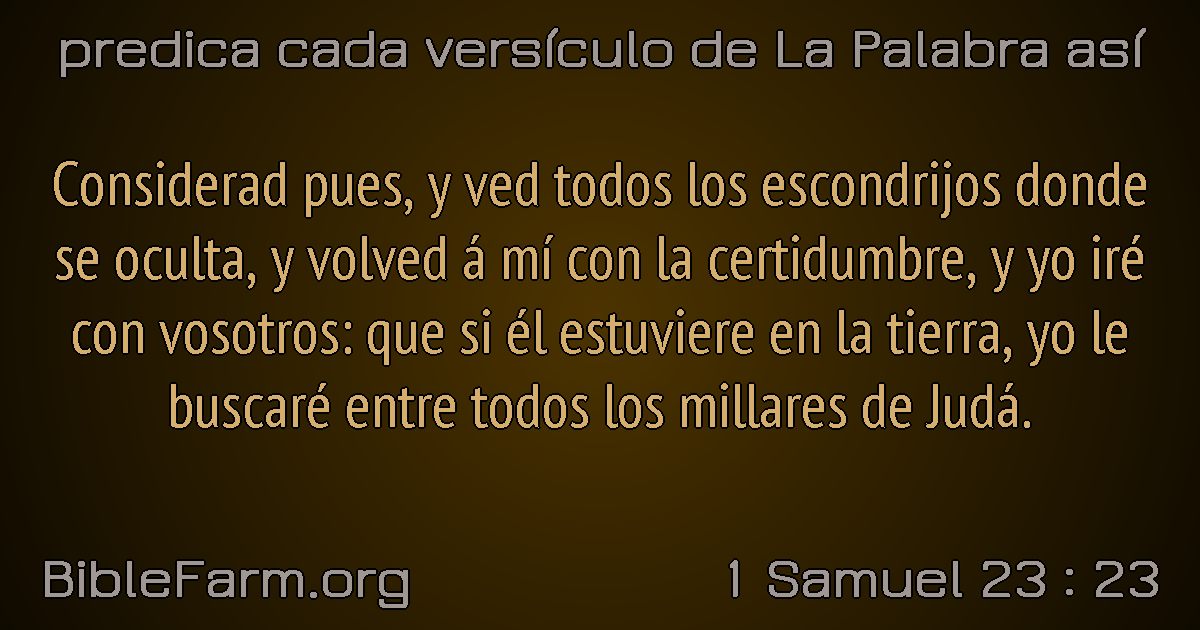 predica cada versículo de La Palabra así
Considerad pues, y ved todos los escondrijos donde
se oculta, y volved á mí con la certidumbre, y yo iré
con vosotros: que si él estuviere en la tierra, yo le
buscaré entre todos los millares de Judá.
BibleFarm.org
1 Samuel 23 : 23